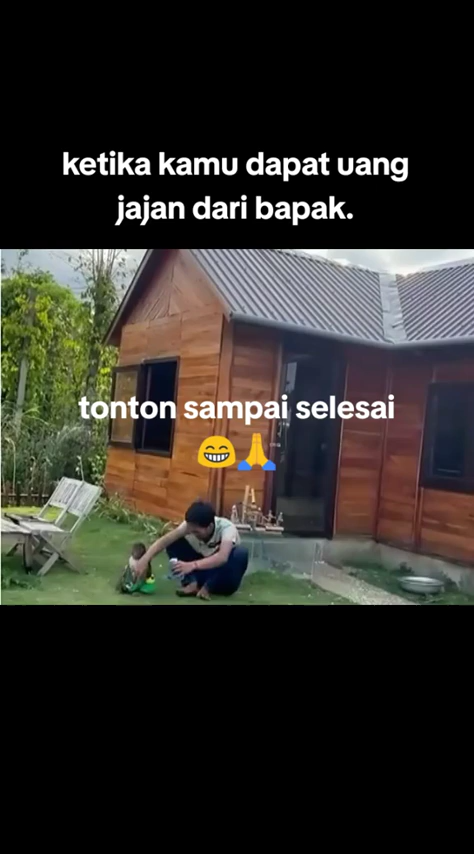 ketika kamu dapat uang
jajan dari bapak.
tonton sampai selesai
😁🙏